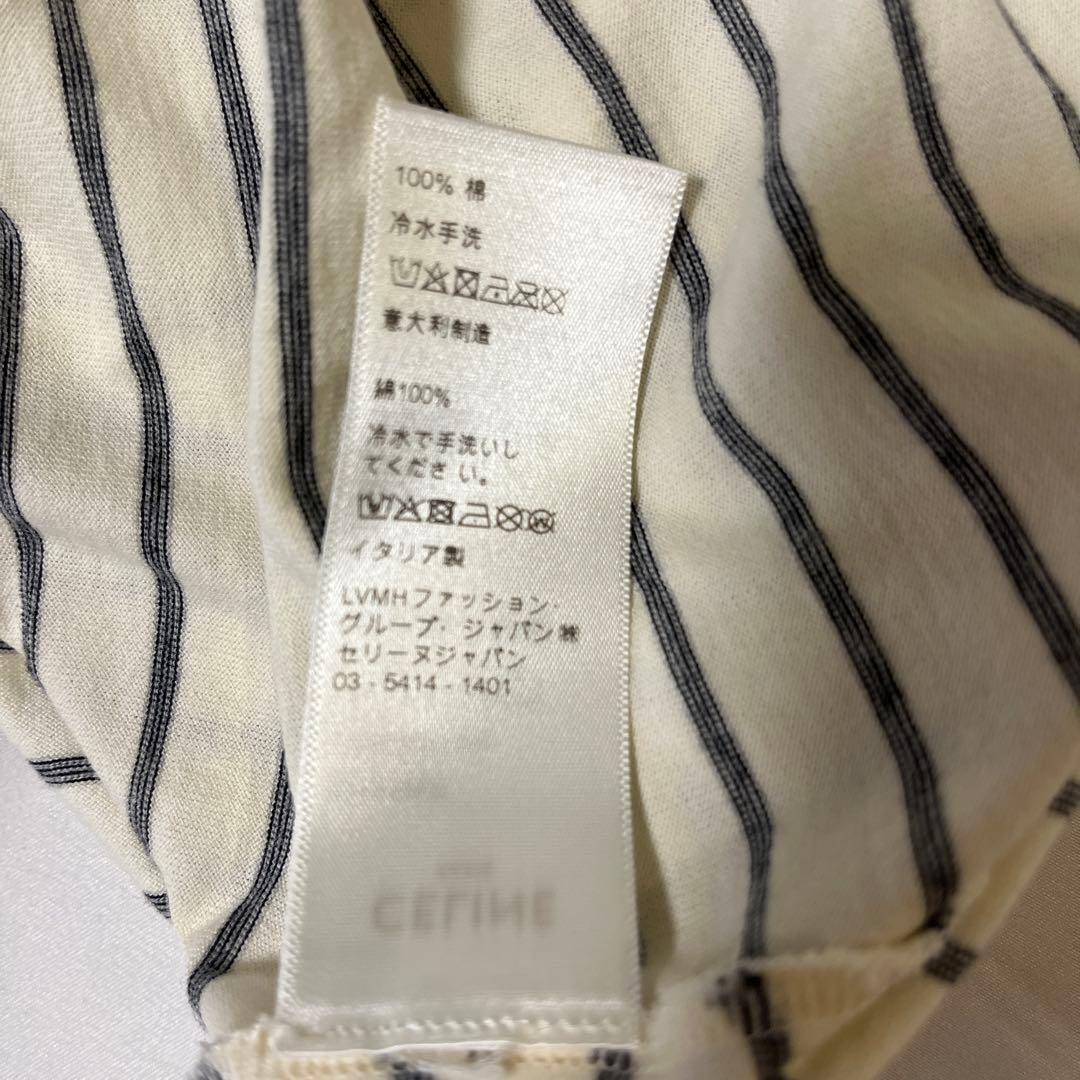 100% 棉
冷水手洗
意大利制造
綿100%
冷水で手洗いし
てくださ い。
イタリア製
LVMHファッション・
グループ・ジャパン㈱
セリーヌジャパン
03 - 5414 - 1401
CELINE